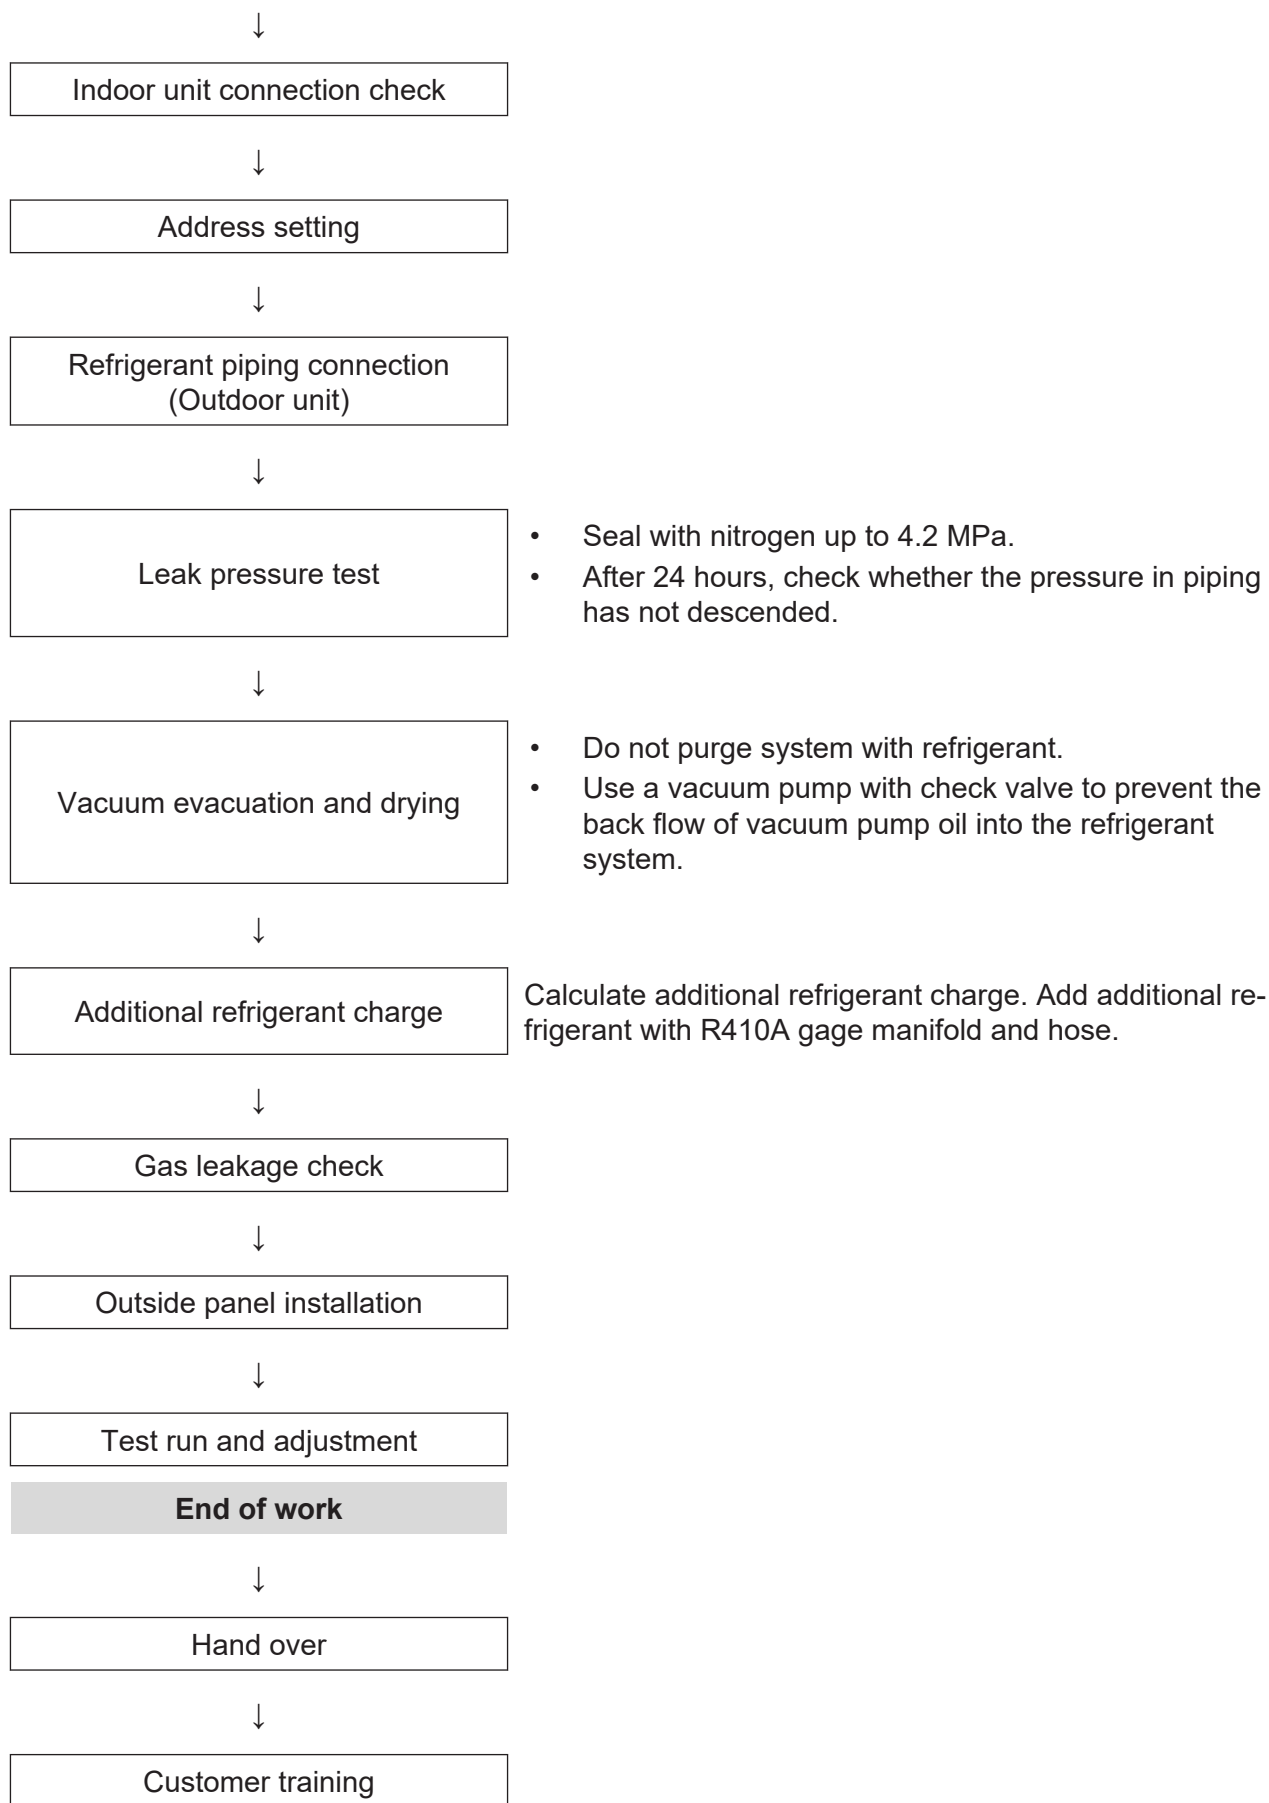 ↓
Indoor unit connection check
↓
Address setting
↓
Refrigerant piping connection
(Outdoor unit)
↓
Leak pressure test
• Seal with nitrogen up to 4.2 MPa.
• After 24 hours, check whether the pressure in piping
has not descended.
↓
Vacuum evacuation and drying
• Do not purge system with refrigerant.
• Use a vacuum pump with check valve to prevent the
back flow of vacuum pump oil into the refrigerant
system.
↓
Additional refrigerant charge
Calculate additional refrigerant charge. Add additional re-
frigerant with R410A gage manifold and hose.
↓
Gas leakage check
↓
Outside panel installation
↓
Test run and adjustment
End of work
↓
Hand over
↓
Customer training